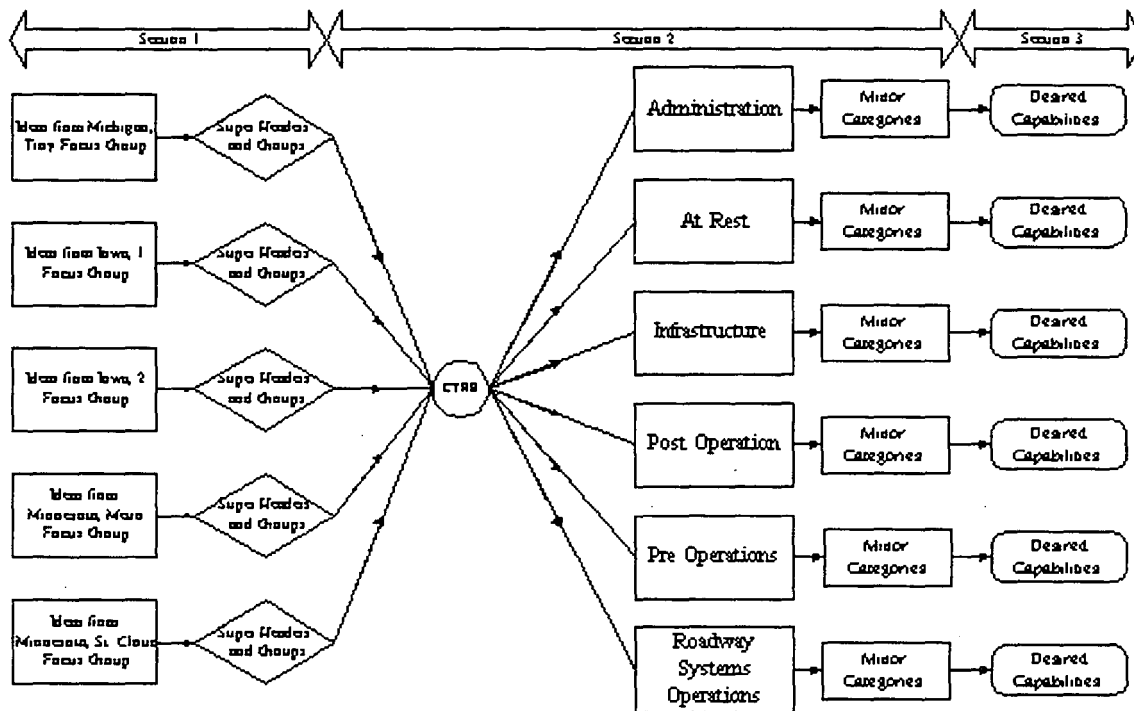 Section 1
Section 2
Section 3
Ideas from Michigan,
Troy Focus Group
Super Headers
and Groups
Administration
Minor
Categories
Desired
Capabilities
Ideas from Iowa, 1
Focus Group
Super Headers
and Groups
At Rest
Minor
Categories
Desired
Capabilities
Ideas from Iowa, 2
Focus Group
Super Headers
and Groups
CTRE
Infrastructure
Minor
Categories
Desired
Capabilities
Ideas from
Minnesota, Metro
Focus Group
Super Headers
and Groups
Post Operation
Minor
Categories
Desired
Capabilities
Ideas from
Minnesota, St. Cloud
Focus Group
Super Headers
and Groups
Pre Operations
Minor
Categories
Desired
Capabilities
Roadway
Systems
Operations
Minor
Categories
Desired
Capabilities